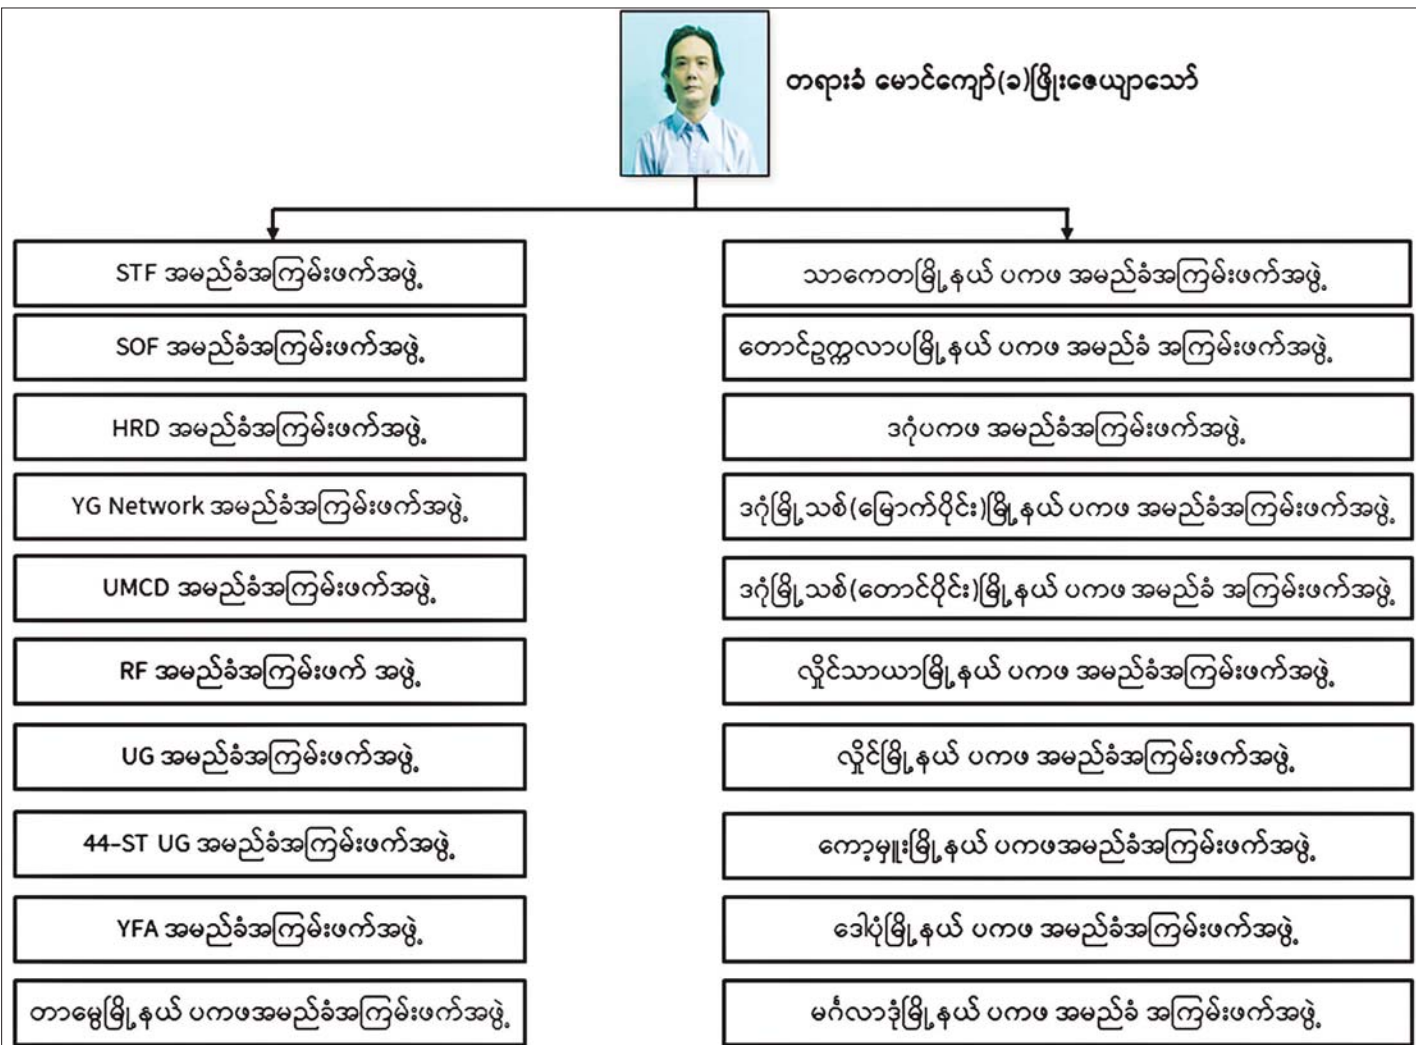 တရားခံ မောင်ကျော်(ခ)ဖြိုးဇေယျာသော်
STF အမည်ခံအကြမ်းဖက်အဖွဲ့
SOF အမည်ခံအကြမ်းဖက်အဖွဲ့
HRD အမည်ခံအကြမ်းဖက်အဖွဲ့
YG Network အမည်ခံအကြမ်းဖက်အဖွဲ့
UMCD အမည်ခံအကြမ်းဖက်အဖွဲ့
RF အမည်ခံအကြမ်းဖက် အဖွဲ့
UG အမည်ခံအကြမ်းဖက်အဖွဲ့
44-ST UG အမည်ခံအကြမ်းဖက်အဖွဲ့
YFA အမည်ခံအကြမ်းဖက်အဖွဲ့
တာမွေမြို့နယ် ပကဖအမည်ခံအကြမ်းဖက်အဖွဲ့
သာကေတမြို့နယ် ပကဖ အမည်ခံအကြမ်းဖက်အဖွဲ့
တောင်ဥက္ကလာပမြို့နယ် ပကဖ အမည်ခံ အကြမ်းဖက်အဖွဲ့
ဒဂုံပကဖ အမည်ခံအကြမ်းဖက်အဖွဲ့
ဒဂုံမြို့သစ်(မြောက်ပိုင်း)မြို့နယ် ပကဖ အမည်ခံအကြမ်းဖက်အဖွဲ့
ဒဂုံမြို့သစ်(တောင်ပိုင်း)မြို့နယ် ပကဖ အမည်ခံ အကြမ်းဖက်အဖွဲ့
လှိုင်သာယာမြို့နယ် ပကဖ အမည်ခံအကြမ်းဖက်အဖွဲ့
လှိုင်မြို့နယ် ပကဖ အမည်ခံအကြမ်းဖက်အဖွဲ့
ကော့မှူးမြို့နယ် ပကဖအမည်ခံအကြမ်းဖက်အဖွဲ့
ဒေါပုံမြို့နယ် ပကဖ အမည်ခံအကြမ်းဖက်အဖွဲ့
မင်္ဂလာဒုံမြို့နယ် ပကဖ အမည်ခံ အကြမ်းဖက်အဖွဲ့